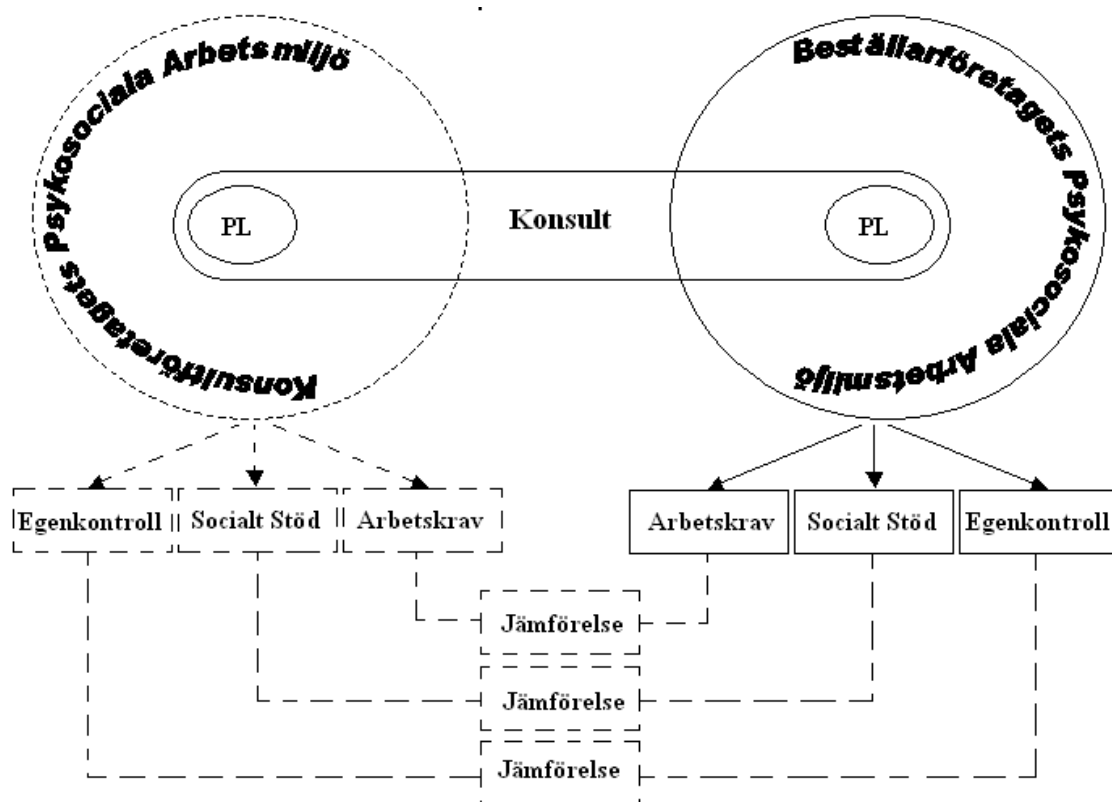 Konsultföretagets Psykosociala Arbetsmiljö
Beställarföretagets Psykosociala Arbetsmiljö
PL
Konsult
PL
Egenkontroll
Socialt Stöd
Arbetskrav
Arbetskrav
Socialt Stöd
Egenkontroll
Jämförelse
Jämförelse
Jämförelse